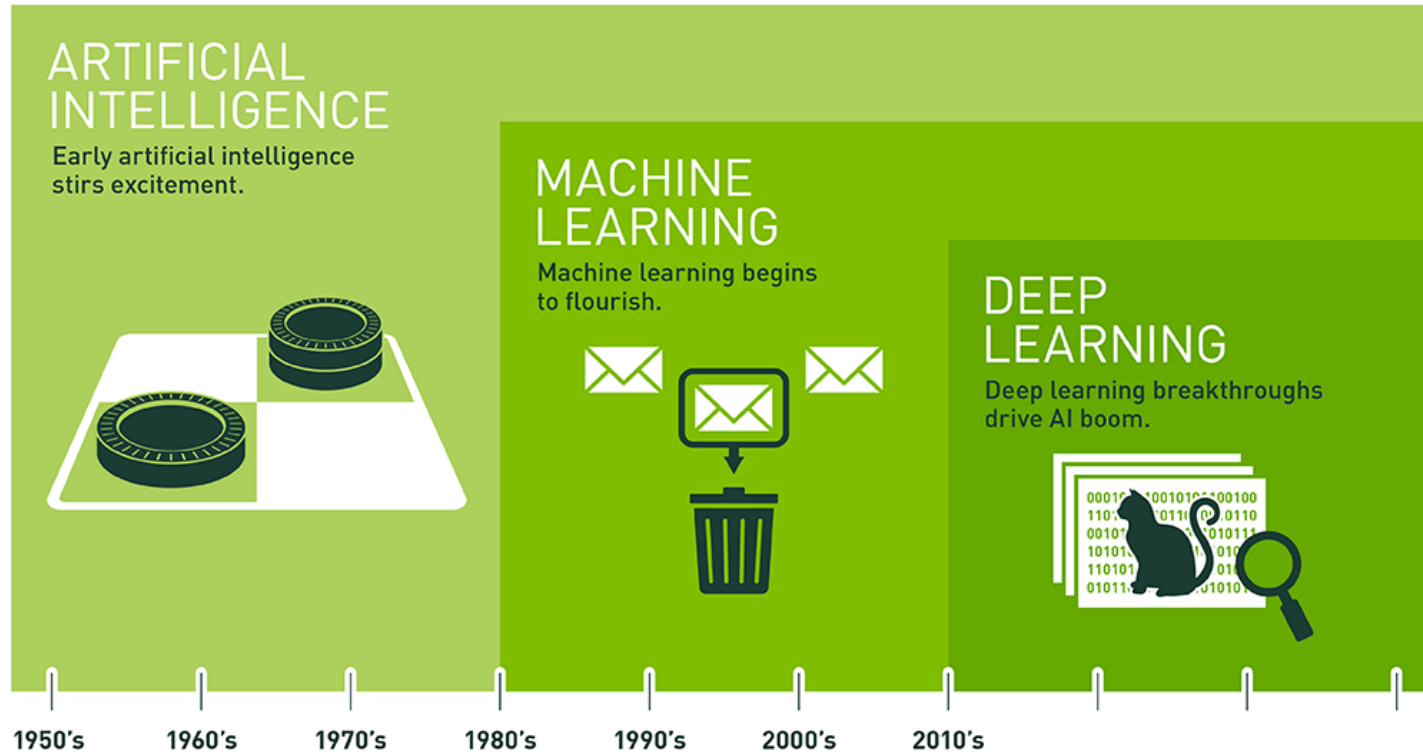 ARTIFICIAL
INTELLIGENCE
Early artificial intelligence
stirs excitement.
MACHINE
LEARNING
Machine learning begins
to flourish.
DEEP
LEARNING
Deep learning breakthroughs
drive AI boom.
1950's 1960's 1970's 1980's 1990's 2000's 2010's